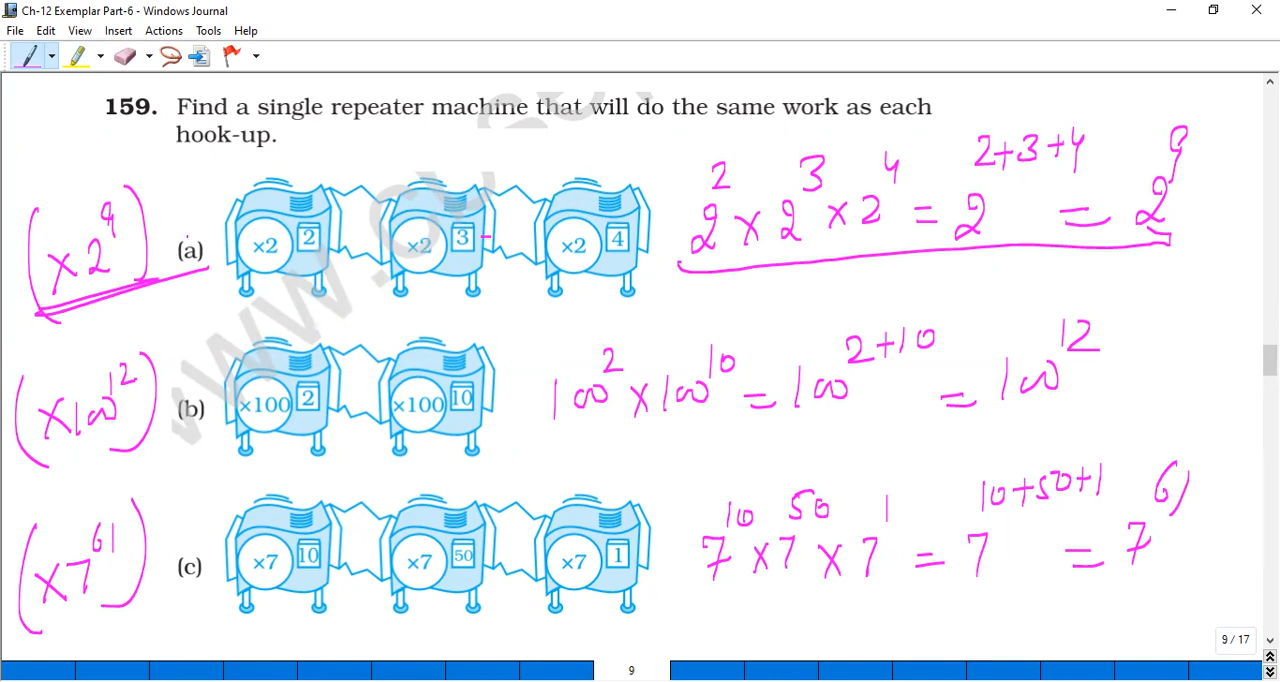 Ch-12 Exemplar Part-6 - Windows Journal
File Edit View Insert Actions Tools Help
159. Find a single repeater machine that will do the same work as each
hook-up.
(×2⁹) (a) ×2 2 ×2 3 ×2 4 2² × 2³ × 2⁴ = 2²⁺³⁺⁴ = 2⁹
(×100¹²) (b) ×100 2 ×100 10 100² × 100¹⁰ = 100²⁺¹⁰ = 100¹²
(×7⁶¹) (c) ×7 10 ×7 50 ×7 1 7¹⁰ × 7⁵⁰ × 7¹ = 7¹⁰⁺⁵⁰⁺¹ = 7⁶¹
9 / 17
9